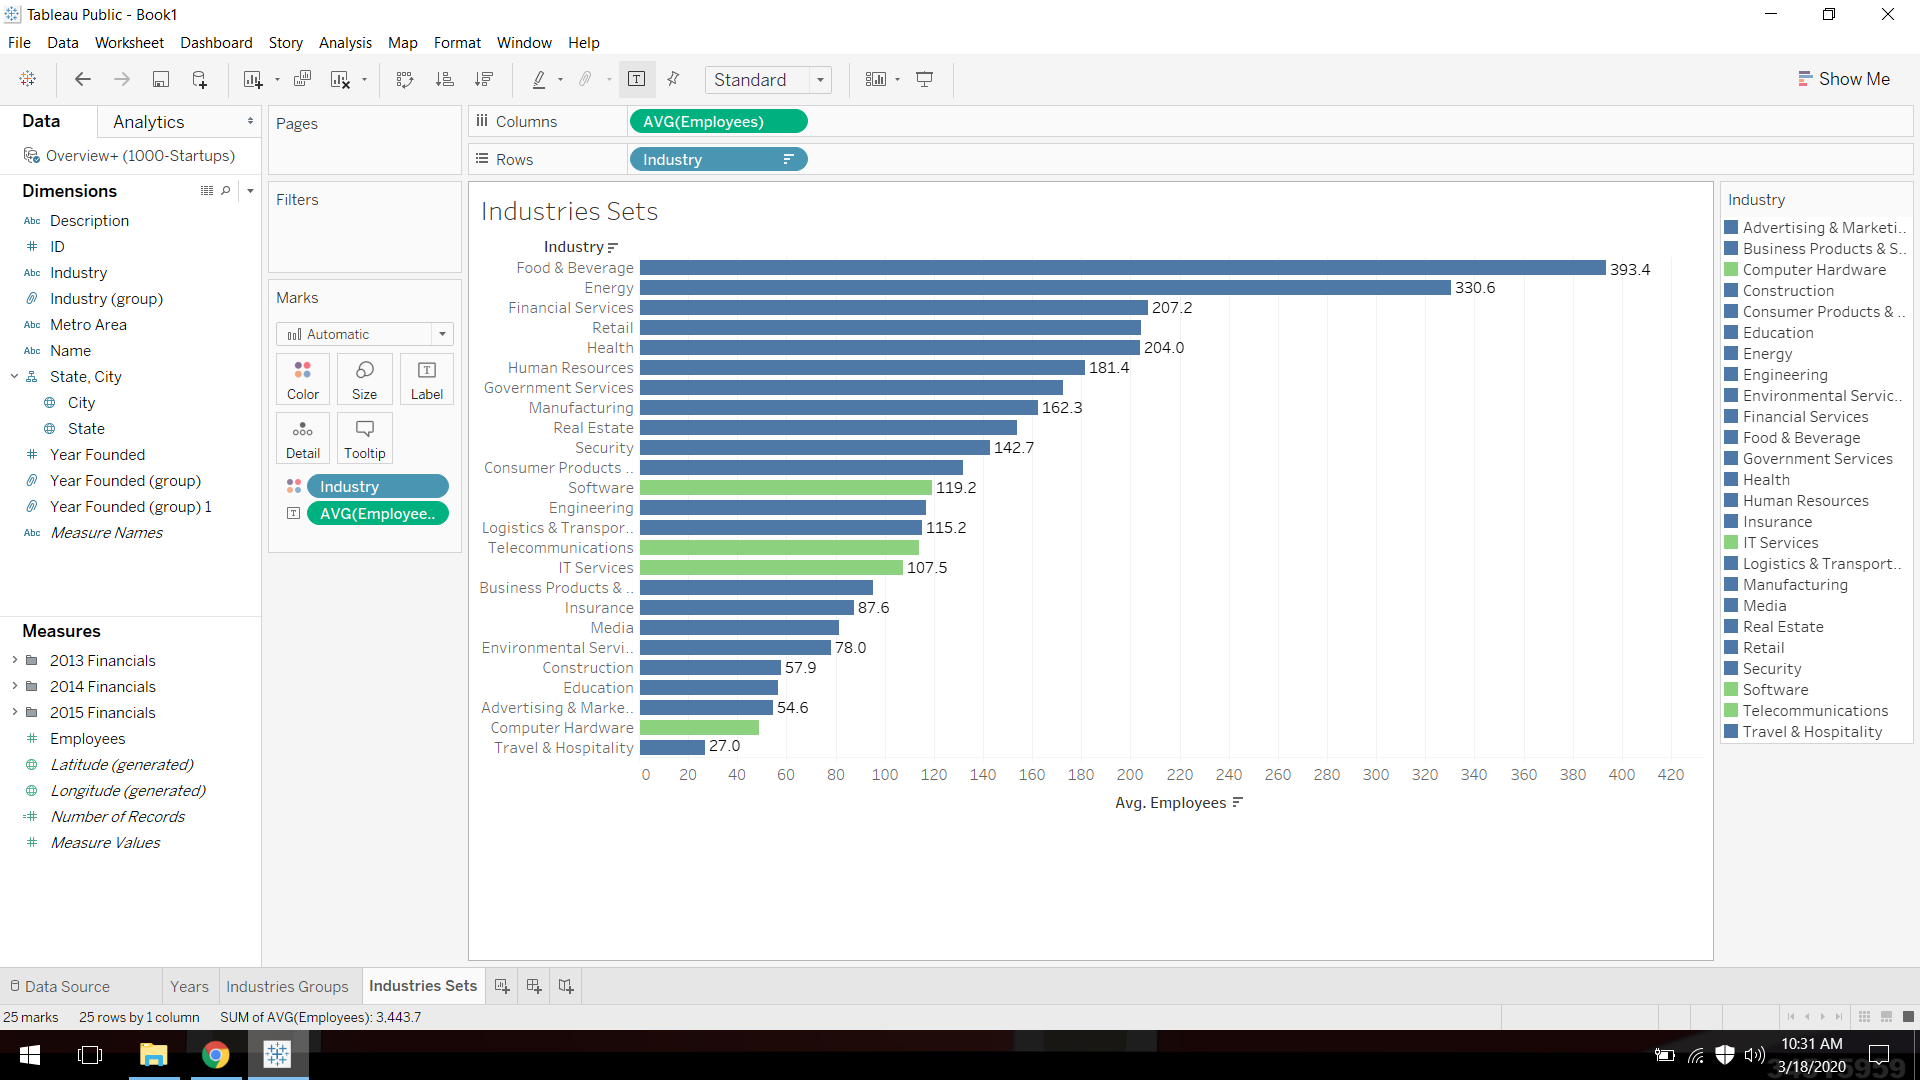 Tableau Public - Book1
File Data Worksheet Dashboard Story Analysis Map Format Window Help
Standard
Show Me
Data Analytics
Overview+ (1000-Startups)
Dimensions
Abc Description
# ID
Abc Industry
Industry (group)
Abc Metro Area
Abc Name
State, City
City
State
# Year Founded
Year Founded (group)
Year Founded (group) 1
Abc Measure Names
Measures
2013 Financials
2014 Financials
2015 Financials
# Employees
Latitude (generated)
Longitude (generated)
=# Number of Records
# Measure Values
Pages
Filters
Marks
Automatic
Color Size Label
Detail Tooltip
Industry
AVG(Employee..
Columns AVG(Employees)
Rows Industry
Industries Sets
Industry
Food & Beverage 393.4
Energy 330.6
Financial Services 207.2
Retail
Health 204.0
Human Resources 181.4
Government Services
Manufacturing 162.3
Real Estate
Security 142.7
Consumer Products ..
Software 119.2
Engineering
Logistics & Transpor.. 115.2
Telecommunications
IT Services 107.5
Business Products & ..
Insurance 87.6
Media
Environmental Servi.. 78.0
Construction 57.9
Education
Advertising & Marke.. 54.6
Computer Hardware
Travel & Hospitality 27.0
0 20 40 60 80 100 120 140 160 180 200 220 240 260 280 300 320 340 360 380 400 420
Avg. Employees
Industry
Advertising & Marketi..
Business Products & S..
Computer Hardware
Construction
Consumer Products & ..
Education
Energy
Engineering
Environmental Servic..
Financial Services
Food & Beverage
Government Services
Health
Human Resources
Insurance
IT Services
Logistics & Transport..
Manufacturing
Media
Real Estate
Retail
Security
Software
Telecommunications
Travel & Hospitality
Data Source Years Industries Groups Industries Sets
25 marks 25 rows by 1 column SUM of AVG(Employees): 3,443.7
10:31 AM
3/18/2020